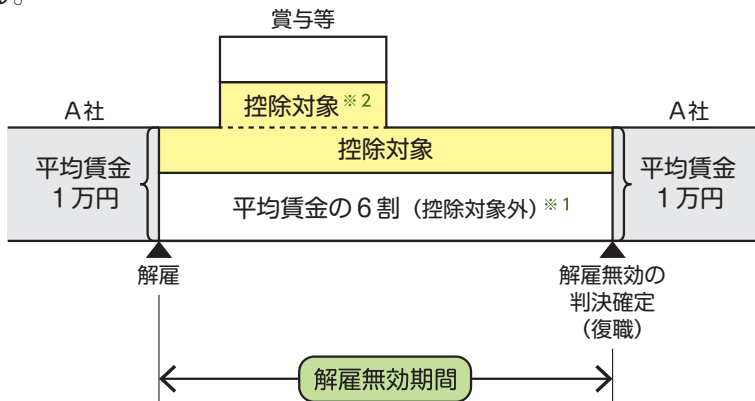 る。
賞与等
控除対象※2
A社
A社
控除対象
平均賃金
1万円
平均賃金
1万円
平均賃金の6割（控除対象外）※1
解雇
解雇無効の
判決確定
（復職）
解雇無効期間